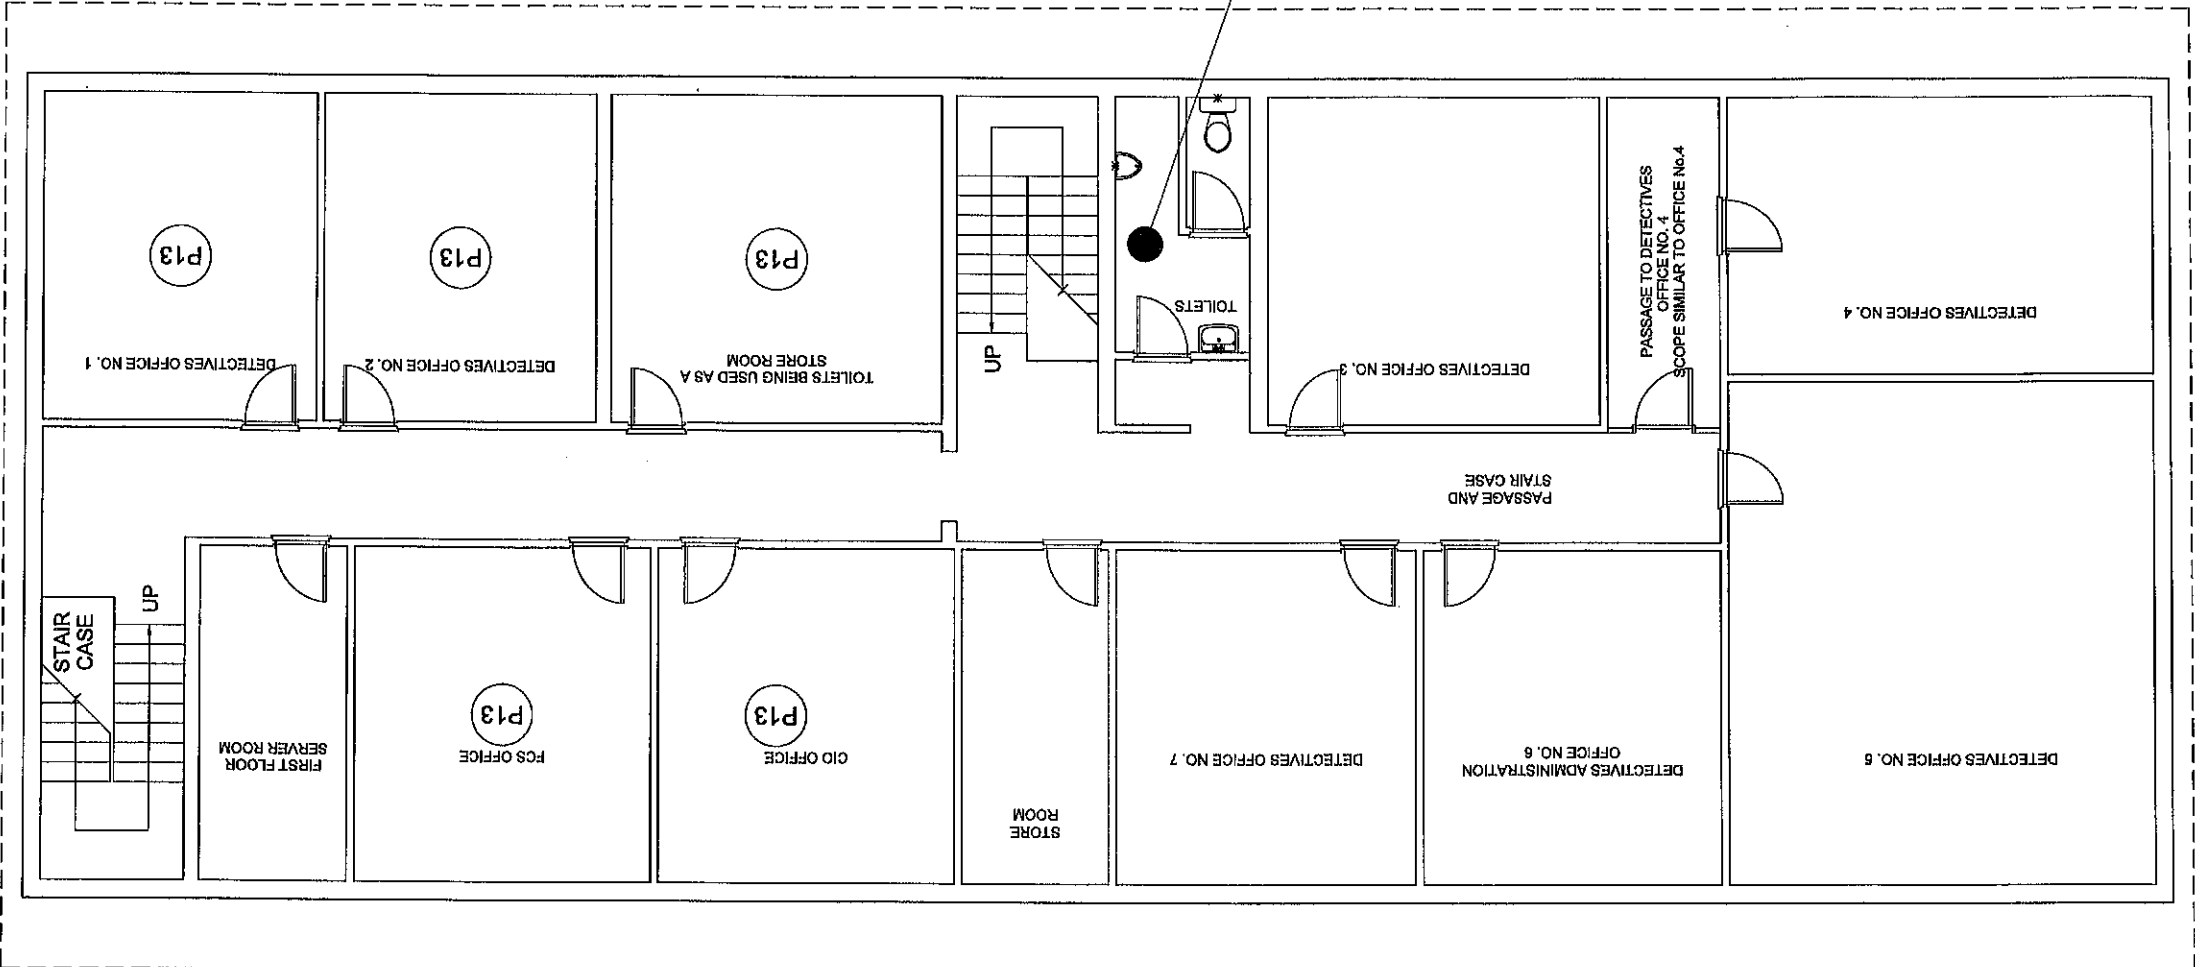 P13
P13
P13
DETECTIVES OFFICE NO. 1
DETECTIVES OFFICE NO. 2
TOILETS BEING USED AS A
STORE ROOM
UP
TOILETS
DETECTIVES OFFICE NO. 3
PASSAGE TO DETECTIVES
OFFICE NO. 4
SCOPE SIMILAR TO OFFICE No.4
DETECTIVES OFFICE NO. 4
PASSAGE AND
STAIR CASE
STAIR
CASE
UP
FIRST FLOOR
SERVER ROOM
P13
FCS OFFICE
P13
CIO OFFICE
STORE
ROOM
DETECTIVES OFFICE NO. 7
DETECTIVES ADMINISTRATION
OFFICE NO. 6
DETECTIVES OFFICE NO. 5